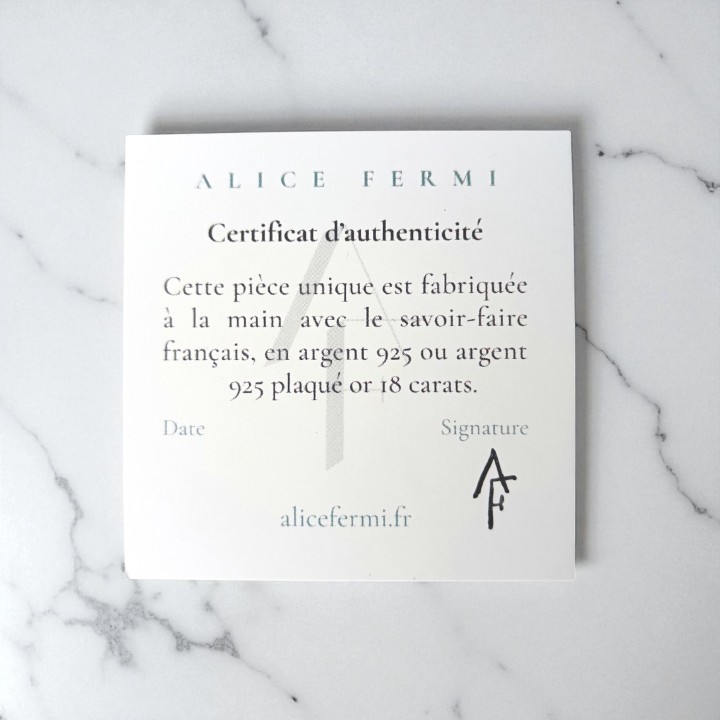 ALICE FERMI
Certificat d'authenticité
Cette pièce unique est fabriquée
à la main avec le savoir-faire
français, en argent 925 ou argent
925 plaqué or 18 carats.
Date
Signature
AF
alicefermi.fr